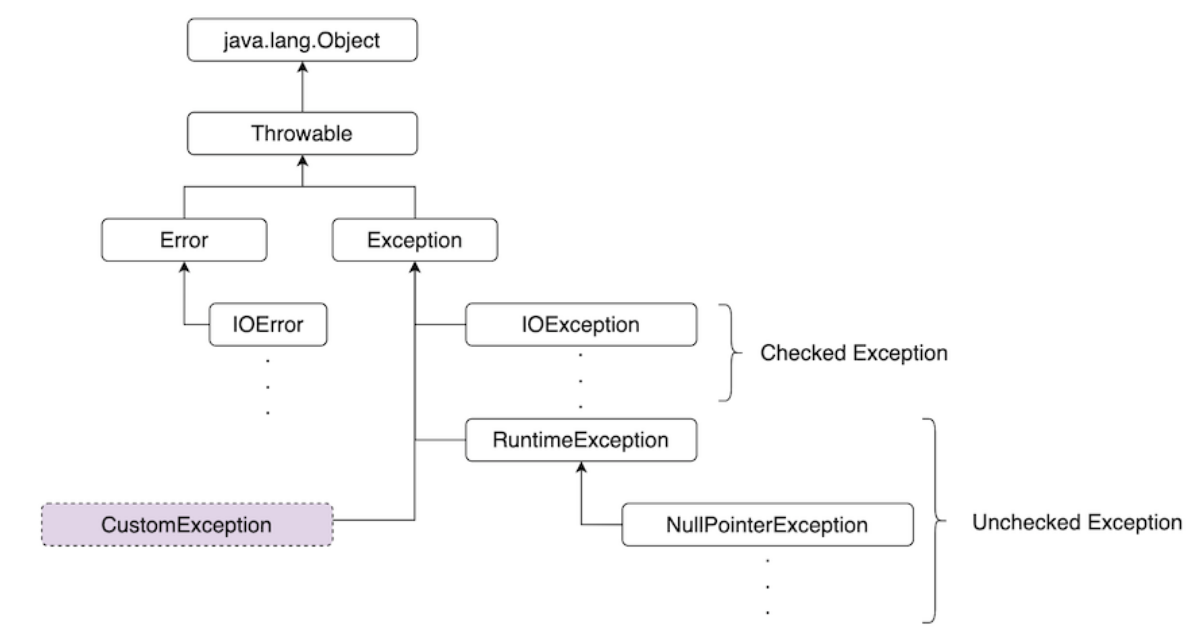 java.lang.Object
Throwable
Error
Exception
IOError
IOException
Checked Exception
RuntimeException
CustomException
NullPointerException
Unchecked Exception